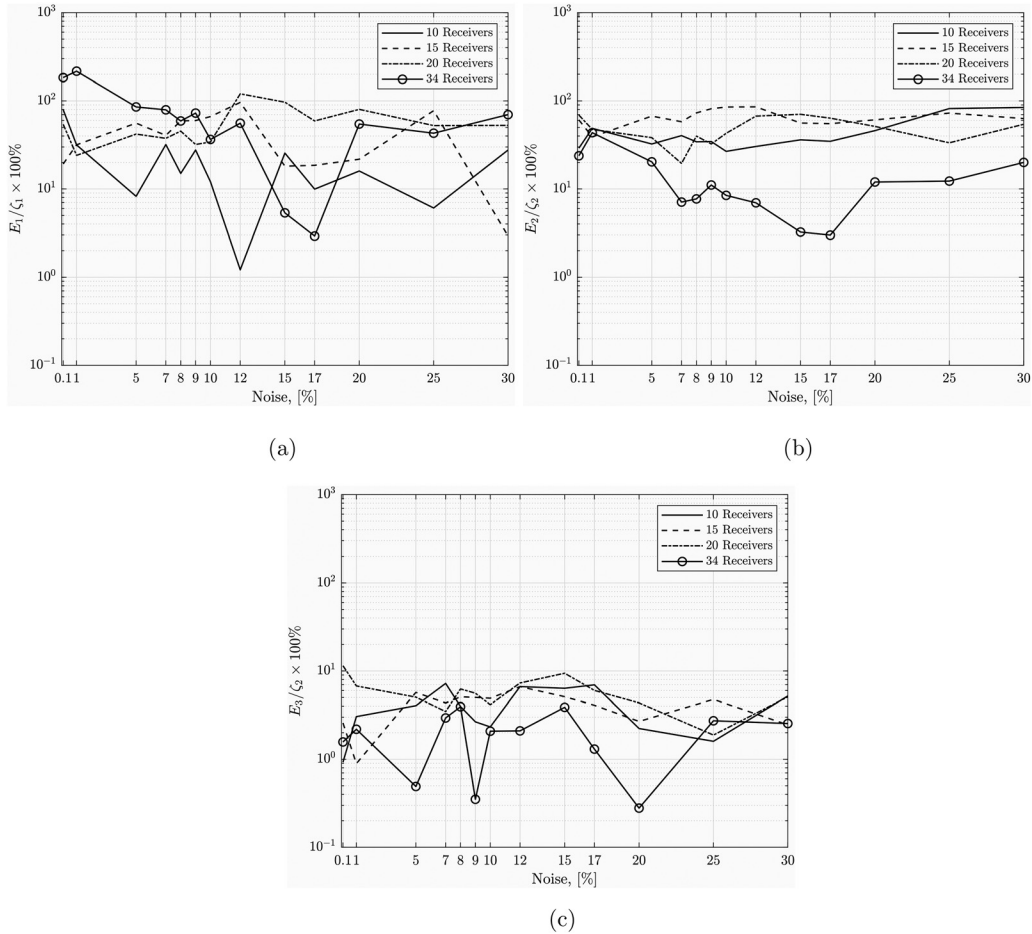 10³
10²
10¹
10⁰
10⁻¹
E₁/ζ₁ × 100%
10 Receivers
15 Receivers
20 Receivers
34 Receivers
0.1 1 5 7 8 9 10 12 15 17 20 25 30
Noise, [%]
(a)
10³
10²
10¹
10⁰
10⁻¹
E₂/ζ₂ × 100%
10 Receivers
15 Receivers
20 Receivers
34 Receivers
0.1 1 5 7 8 9 10 12 15 17 20 25 30
Noise, [%]
(b)
10³
10²
10¹
10⁰
10⁻¹
E₃/ζ₂ × 100%
10 Receivers
15 Receivers
20 Receivers
34 Receivers
0.1 1 5 7 8 9 10 12 15 17 20 25 30
Noise, [%]
(c)